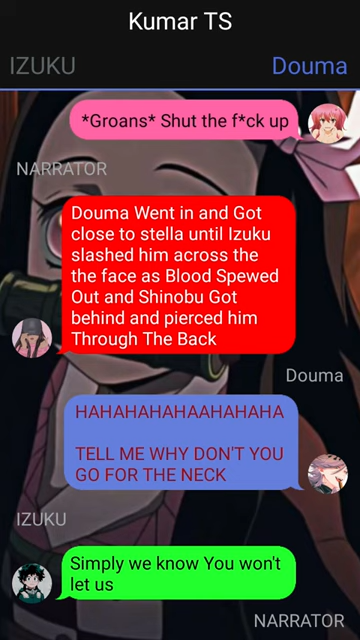 Kumar TS
IZUKU Douma
*Groans* Shut the f*ck up
NARRATOR
Douma Went in and Got
close to stella until Izuku
slashed him across the
the face as Blood Spewed
Out and Shinobu Got
behind and pierced him
Through The Back
Douma
HAHAHAHAHAAHAHAHA
TELL ME WHY DON'T YOU
GO FOR THE NECK
IZUKU
Simply we know You won't
let us
NARRATOR